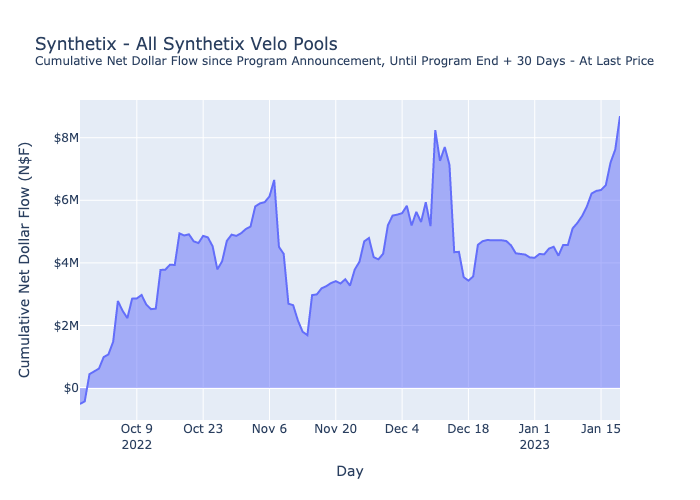 Synthetix - All Synthetix Velo Pools
Cumulative Net Dollar Flow since Program Announcement, Until Program End + 30 Days - At Last Price
Cumulative Net Dollar Flow (N$F)
$8M
$6M
$4M
$2M
$0
Oct 9
2022
Oct 23
Nov 6
Nov 20
Dec 4
Dec 18
Jan 1
2023
Jan 15
Day